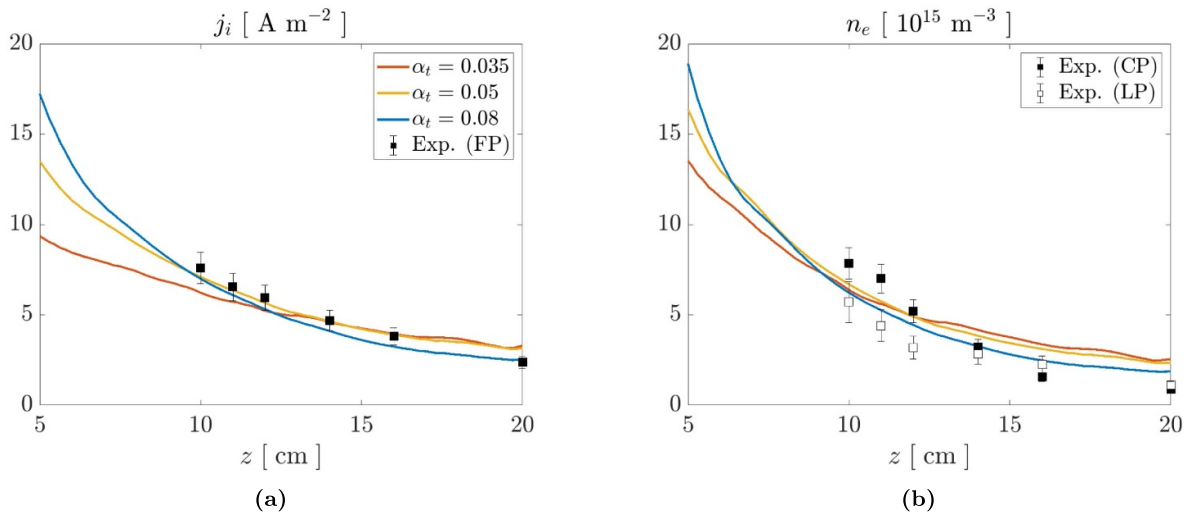 j_i [ A m⁻² ]
20
15
10
5
0
5 10 15 20
z [ cm ]
α_t = 0.035
α_t = 0.05
α_t = 0.08
Exp. (FP)
(a)
n_e [ 10¹⁵ m⁻³ ]
20
15
10
5
0
5 10 15 20
z [ cm ]
Exp. (CP)
Exp. (LP)
(b)